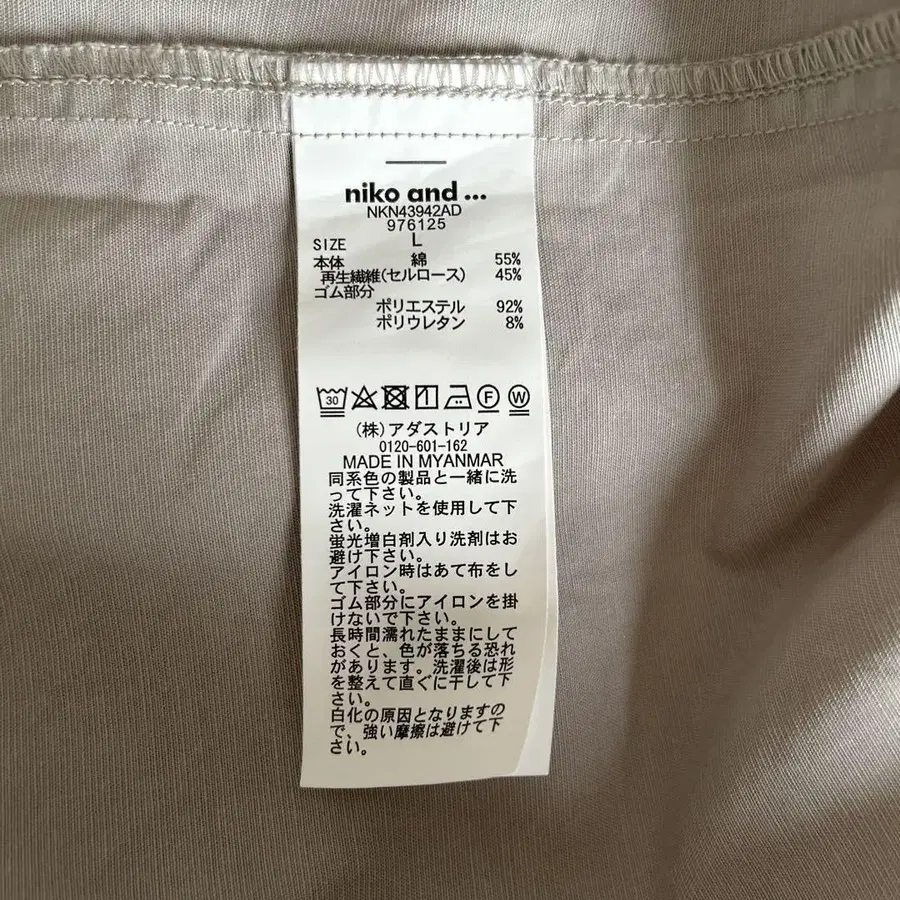 niko and ...
NKN43942AD
976125
SIZE L
本体 綿 55%
再生繊維(セルロース) 45%
ゴム部分
ポリエステル 92%
ポリウレタン 8%
30 F W
(株)アダストリア
0120-601-162
MADE IN MYANMAR
同系色の製品と一緒に洗
って下さい。
洗濯ネットを使用して下
さい。
蛍光増白剤入り洗剤はお
避け下さい。
アイロン時はあて布をし
て下さい。
ゴム部分にアイロンを掛
けないで下さい。
長時間濡れたままにして
おくと、色が落ちる恐れ
があります。洗濯後は形
を整えて直ぐに干して下
さい。
白化の原因となりますの
で、強い摩擦は避けて下
さい。